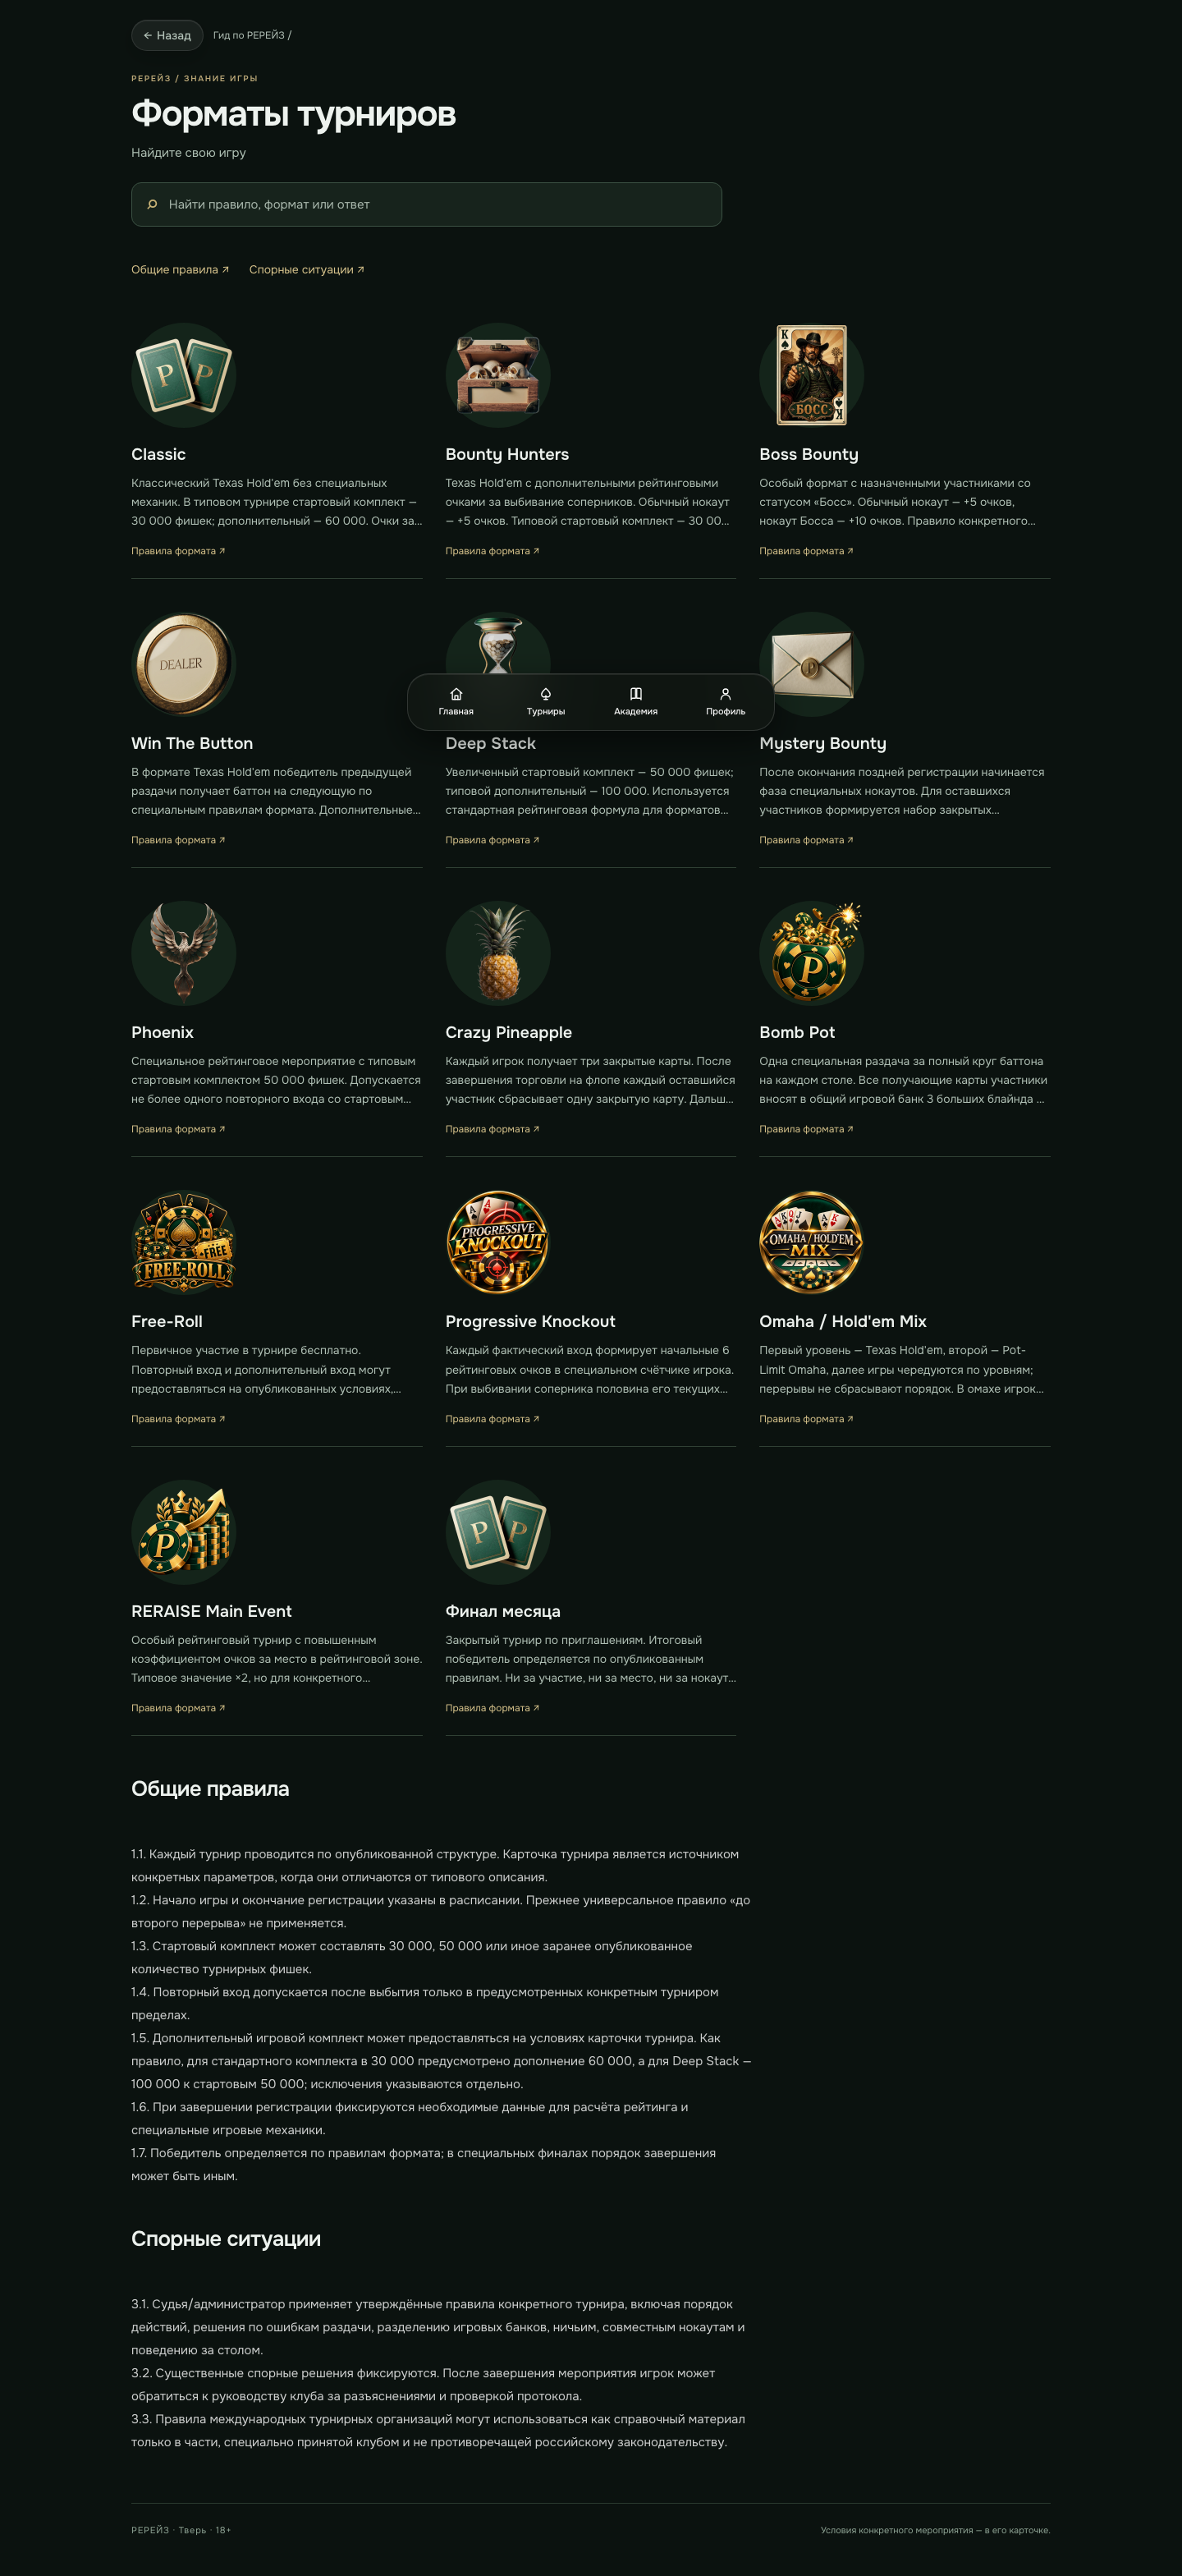 ← Назад
Гид по РЕРЕЙЗ /
РЕРЕЙЗ / ЗНАНИЕ ИГРЫ
Форматы турниров
Найдите свою игру
Найти правило, формат или ответ
Общие правила ↗
Спорные ситуации ↗
P P
K
БОСС
K
Classic
Классический Texas Hold'em без специальных
механик. В типовом турнире стартовый комплект —
30 000 фишек; дополнительный — 60 000. Очки за…
Правила формата ↗
Bounty Hunters
Texas Hold'em с дополнительными рейтинговыми
очками за выбивание соперников. Обычный нокаут
— +5 очков. Типовой стартовый комплект — 30 00…
Правила формата ↗
Boss Bounty
Особый формат с назначенными участниками со
статусом «Босс». Обычный нокаут — +5 очков,
нокаут Босса — +10 очков. Правило конкретного…
Правила формата ↗
DEALER
P
Главная
Турниры
Академия
Профиль
Win The Button
В формате Texas Hold'em победитель предыдущей
раздачи получает баттон на следующую по
специальным правилам формата. Дополнительные…
Правила формата ↗
Deep Stack
Увеличенный стартовый комплект — 50 000 фишек;
типовой дополнительный — 100 000. Используется
стандартная рейтинговая формула для форматов…
Правила формата ↗
Mystery Bounty
После окончания поздней регистрации начинается
фаза специальных нокаутов. Для оставшихся
участников формируется набор закрытых…
Правила формата ↗
P
Phoenix
Специальное рейтинговое мероприятие с типовым
стартовым комплектом 50 000 фишек. Допускается
не более одного повторного входа со стартовым…
Правила формата ↗
Crazy Pineapple
Каждый игрок получает три закрытые карты. После
завершения торговли на флопе каждый оставшийся
участник сбрасывает одну закрытую карту. Дальш…
Правила формата ↗
Bomb Pot
Одна специальная раздача за полный круг баттона
на каждом столе. Все получающие карты участники
вносят в общий игровой банк 3 больших блайнда …
Правила формата ↗
FREE
FREE-ROLL
PROGRESSIVE
KNOCKOUT
A K Q J A K
OMAHA / HOLD'EM
MIX
Free-Roll
Первичное участие в турнире бесплатно.
Повторный вход и дополнительный вход могут
предоставляться на опубликованных условиях,…
Правила формата ↗
Progressive Knockout
Каждый фактический вход формирует начальные 6
рейтинговых очков в специальном счётчике игрока.
При выбивании соперника половина его текущих…
Правила формата ↗
Omaha / Hold'em Mix
Первый уровень — Texas Hold'em, второй — Pot-
Limit Omaha, далее игры чередуются по уровням;
перерывы не сбрасывают порядок. В омахе игрок…
Правила формата ↗
P
P P
RERAISE Main Event
Особый рейтинговый турнир с повышенным
коэффициентом очков за место в рейтинговой зоне.
Типовое значение ×2, но для конкретного…
Правила формата ↗
Финал месяца
Закрытый турнир по приглашениям. Итоговый
победитель определяется по опубликованным
правилам. Ни за участие, ни за место, ни за нокаут…
Правила формата ↗
Общие правила
1.1. Каждый турнир проводится по опубликованной структуре. Карточка турнира является источником
конкретных параметров, когда они отличаются от типового описания.
1.2. Начало игры и окончание регистрации указаны в расписании. Прежнее универсальное правило «до
второго перерыва» не применяется.
1.3. Стартовый комплект может составлять 30 000, 50 000 или иное заранее опубликованное
количество турнирных фишек.
1.4. Повторный вход допускается после выбытия только в предусмотренных конкретным турниром
пределах.
1.5. Дополнительный игровой комплект может предоставляться на условиях карточки турнира. Как
правило, для стандартного комплекта в 30 000 предусмотрено дополнение 60 000, а для Deep Stack —
100 000 к стартовым 50 000; исключения указываются отдельно.
1.6. При завершении регистрации фиксируются необходимые данные для расчёта рейтинга и
специальные игровые механики.
1.7. Победитель определяется по правилам формата; в специальных финалах порядок завершения
может быть иным.
Спорные ситуации
3.1. Судья/администратор применяет утверждённые правила конкретного турнира, включая порядок
действий, решения по ошибкам раздачи, разделению игровых банков, ничьим, совместным нокаутам и
поведению за столом.
3.2. Существенные спорные решения фиксируются. После завершения мероприятия игрок может
обратиться к руководству клуба за разъяснениями и проверкой протокола.
3.3. Правила международных турнирных организаций могут использоваться как справочный материал
только в части, специально принятой клубом и не противоречащей российскому законодательству.
РЕРЕЙЗ · Тверь · 18+
Условия конкретного мероприятия — в его карточке.